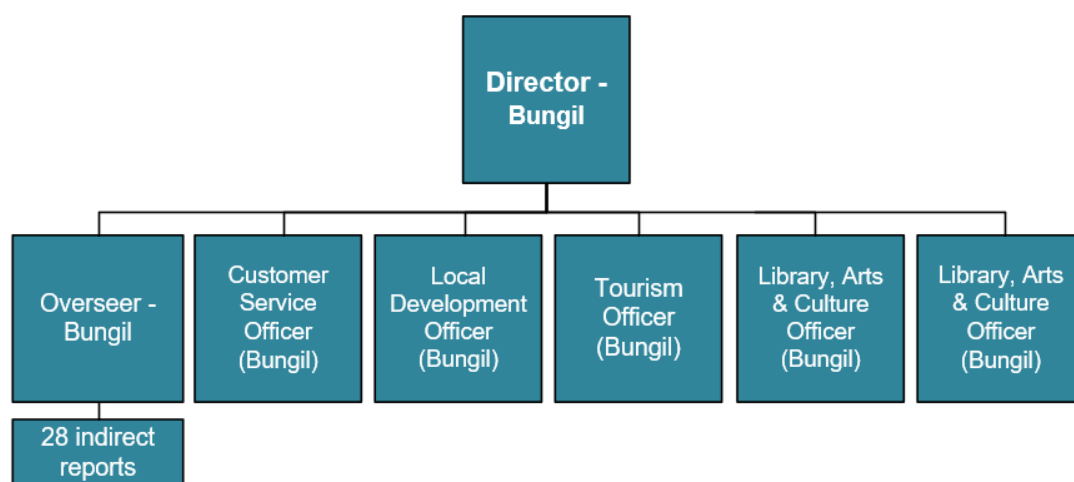 Director -
Bungil
Overseer -
Bungil
Customer
Service
Officer
(Bungil)
Local
Development
Officer
(Bungil)
Tourism
Officer
(Bungil)
Library, Arts
& Culture
Officer
(Bungil)
Library, Arts
& Culture
Officer
(Bungil)
28 indirect
reports